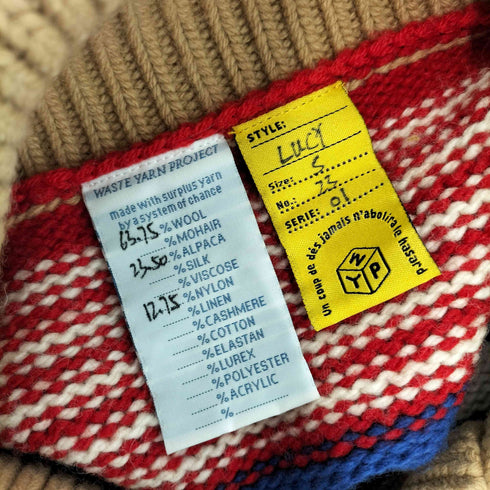 WASTE YARN PROJECT
made with surplus yarn
by a system of chance
63.75 %WOOL
%MOHAIR
23.50 %ALPACA
%SILK
%VISCOSE
12.75 %NYLON
%LINEN
%CASHMERE
%COTTON
%ELASTAN
%LUREX
%POLYESTER
%ACRYLIC
%
STYLE:
LUCY
Size: S
No.: 23
SERIE: 01
Un coup de dés jamais n'abolira le hasard
W
Y P